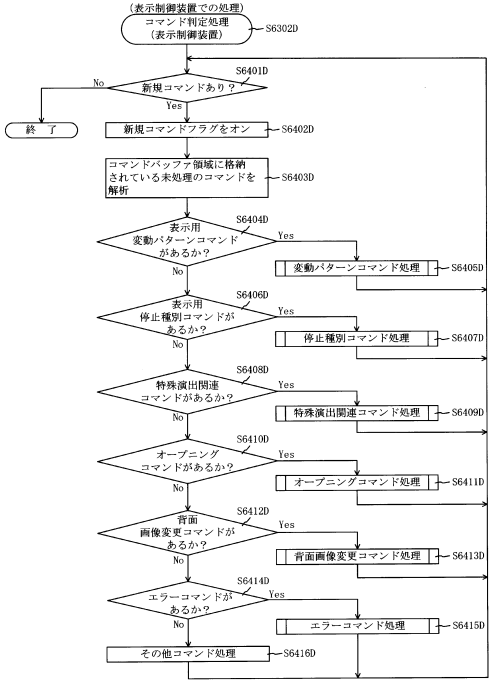 (表示制御装置での処理)
コマンド判定処理
(表示制御装置)
S6302D
S6401D
新規コマンドあり？
No
Yes
終 了
新規コマンドフラグをオン
S6402D
コマンドバッファ領域に格納
されている未処理のコマンドを
解析
S6403D
S6404D
表示用
変動パターンコマンド
があるか？
Yes
No
変動パターンコマンド処理
S6405D
S6406D
表示用
停止種別コマンドが
あるか？
Yes
No
停止種別コマンド処理
S6407D
S6408D
特殊演出関連
コマンドがあるか？
Yes
No
特殊演出関連コマンド処理
S6409D
S6410D
オープニング
コマンドがあるか？
Yes
No
オープニングコマンド処理
S6411D
S6412D
背面
画像変更コマンドが
あるか？
Yes
No
背面画像変更コマンド処理
S6413D
S6414D
エラーコマンドが
あるか？
Yes
No
エラーコマンド処理
S6415D
その他コマンド処理
S6416D